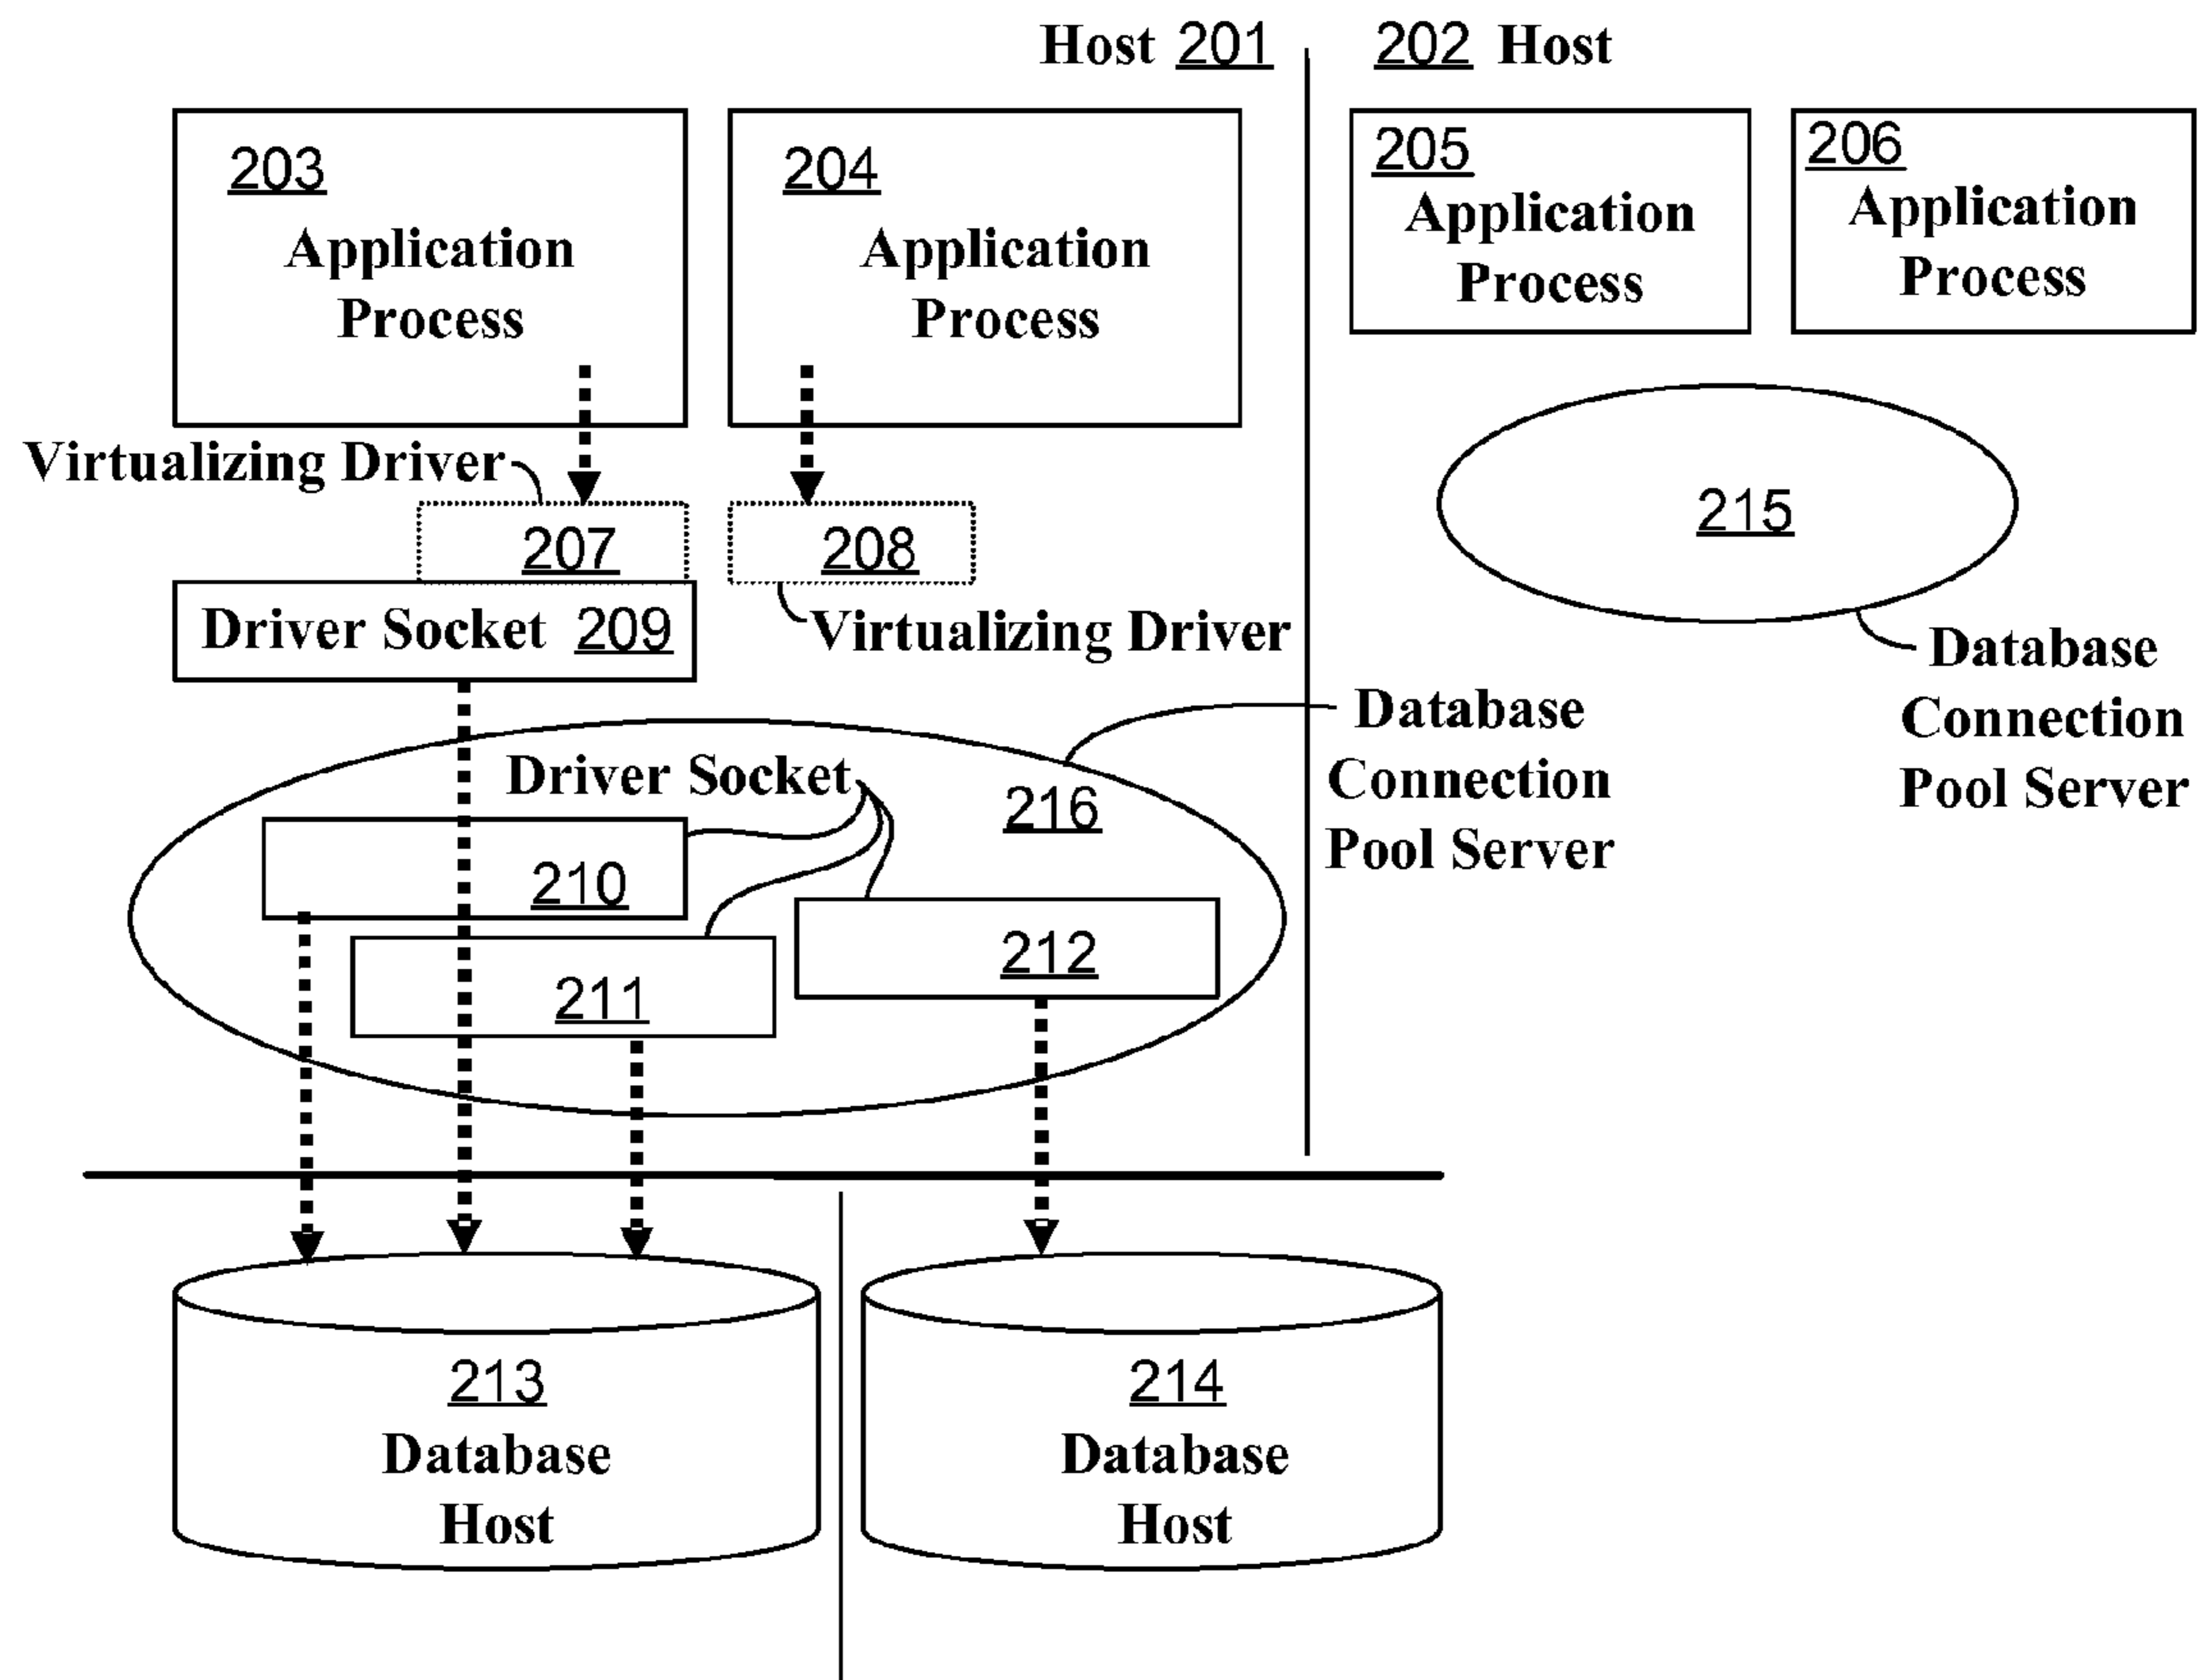 Host 201
202 Host
203
Application
Process
204
Application
Process
205
Application
Process
206
Application
Process
Virtualizing Driver
207
208
Virtualizing Driver
Driver Socket 209
215
Database
Connection
Pool Server
Database
Connection
Pool Server
Driver Socket
216
210
211
212
213
Database
Host
214
Database
Host